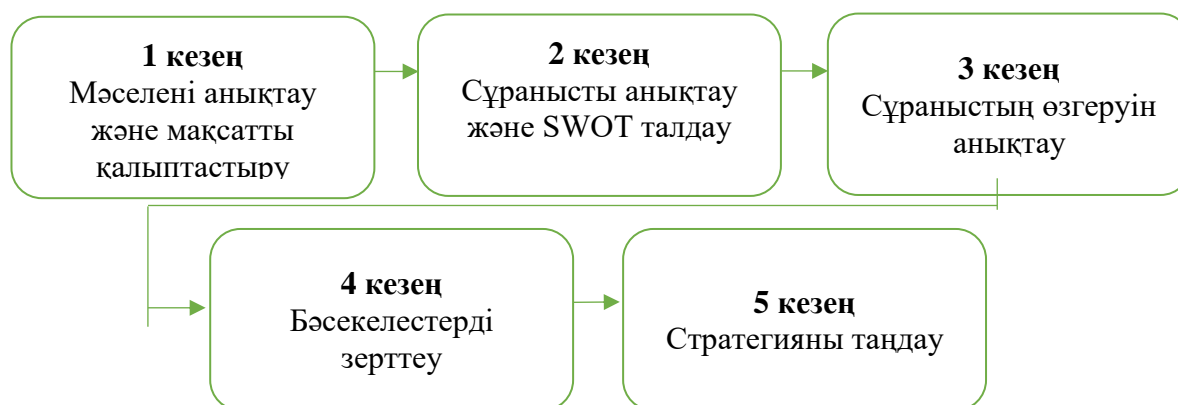 1 кезең
Мәселені анықтау
және мақсатты
қалыптастыру
2 кезең
Сұранысты анықтау
және SWOT талдау
3 кезең
Сұраныстың өзгеруін
анықтау
4 кезең
Бәсекелестерді
зерттеу
5 кезең
Стратегияны таңдау